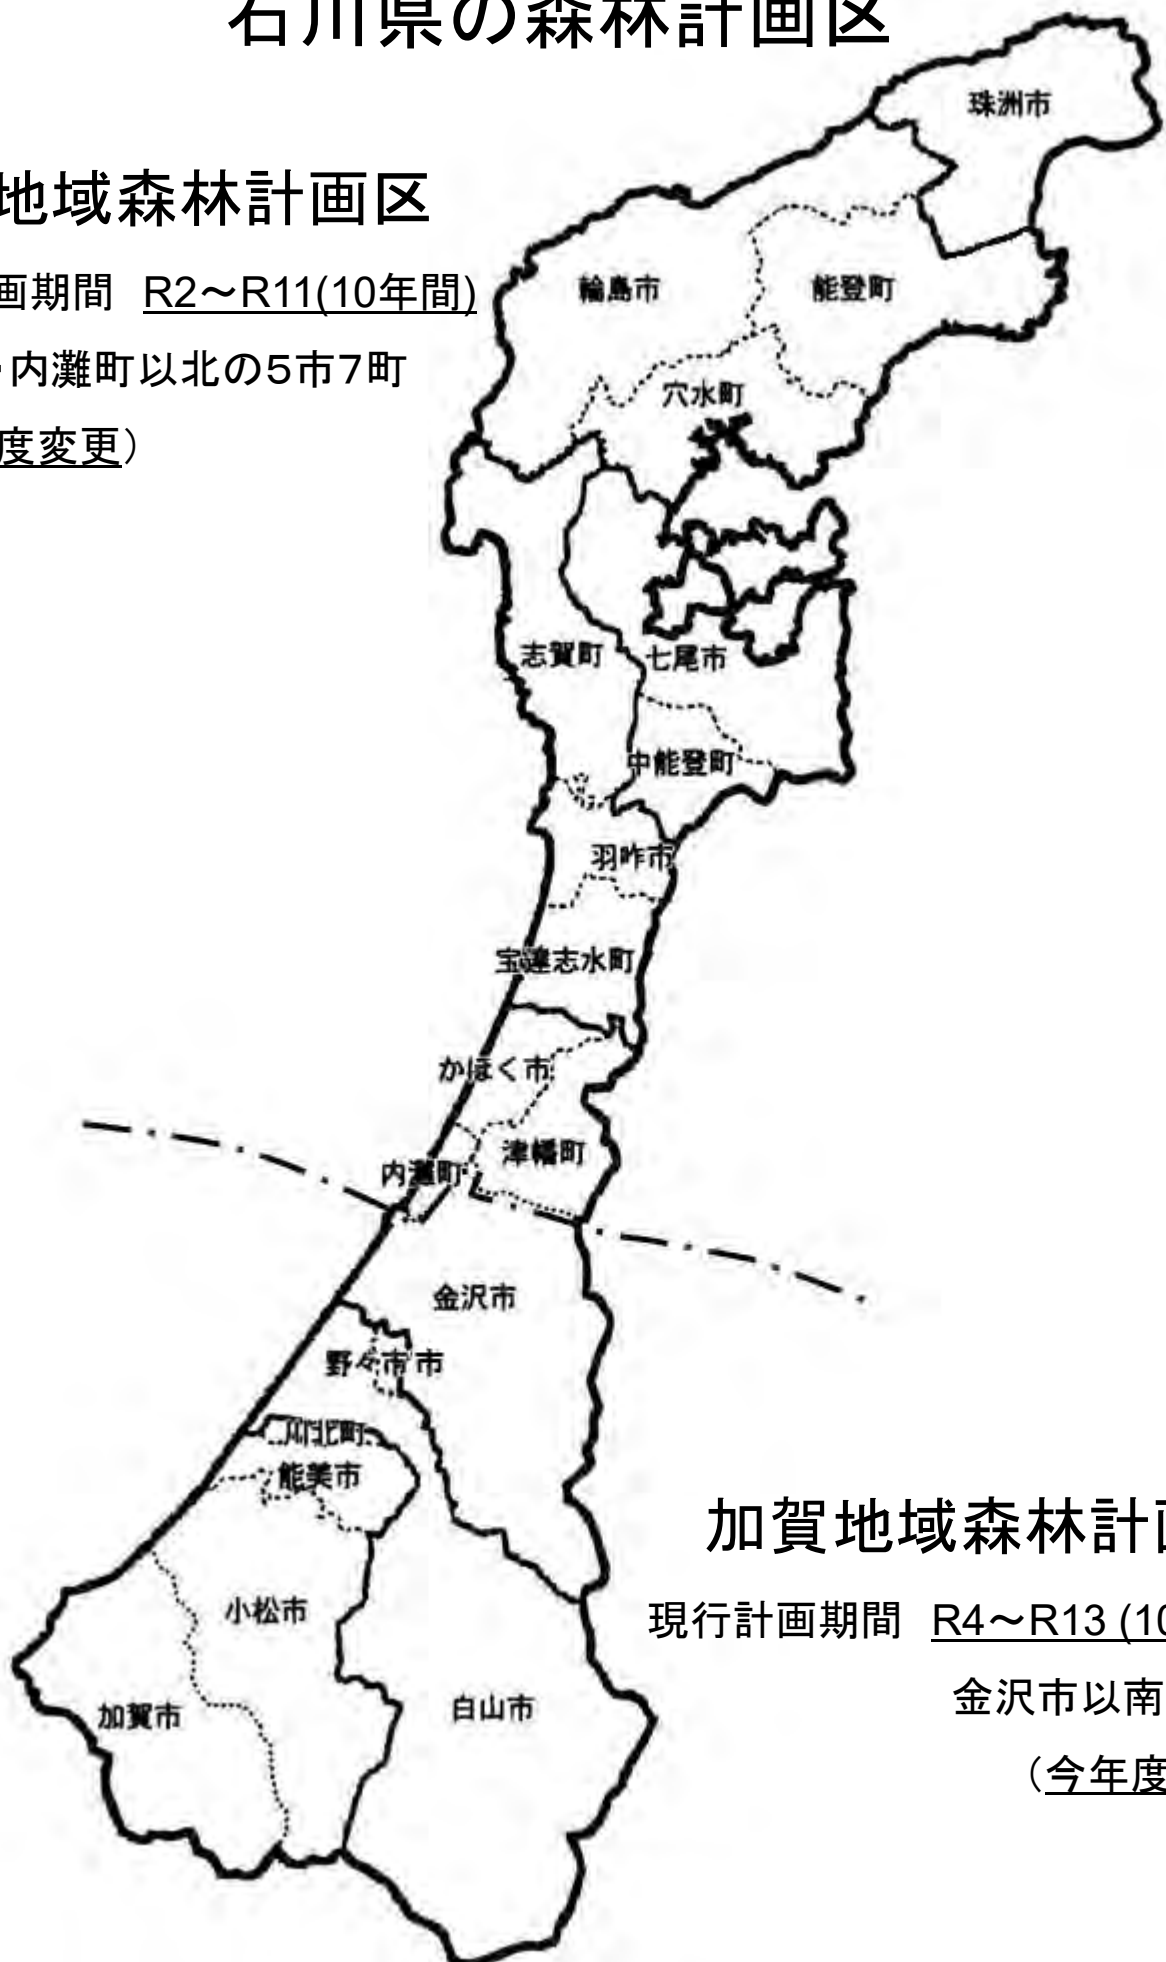 石川県の森林計画区
地域森林計画区
画期間 R2～R11(10年間)
・内灘町以北の5市7町
度変更）
珠洲市
輪島市
能登町
穴水町
志賀町
七尾市
中能登町
羽咋市
宝達志水町
かほく市
津幡町
内灘町
金沢市
野々市市
川北町
能美市
小松市
加賀市
白山市
加賀地域森林計画
現行計画期間 R4～R13 (10
金沢市以南
（今年度